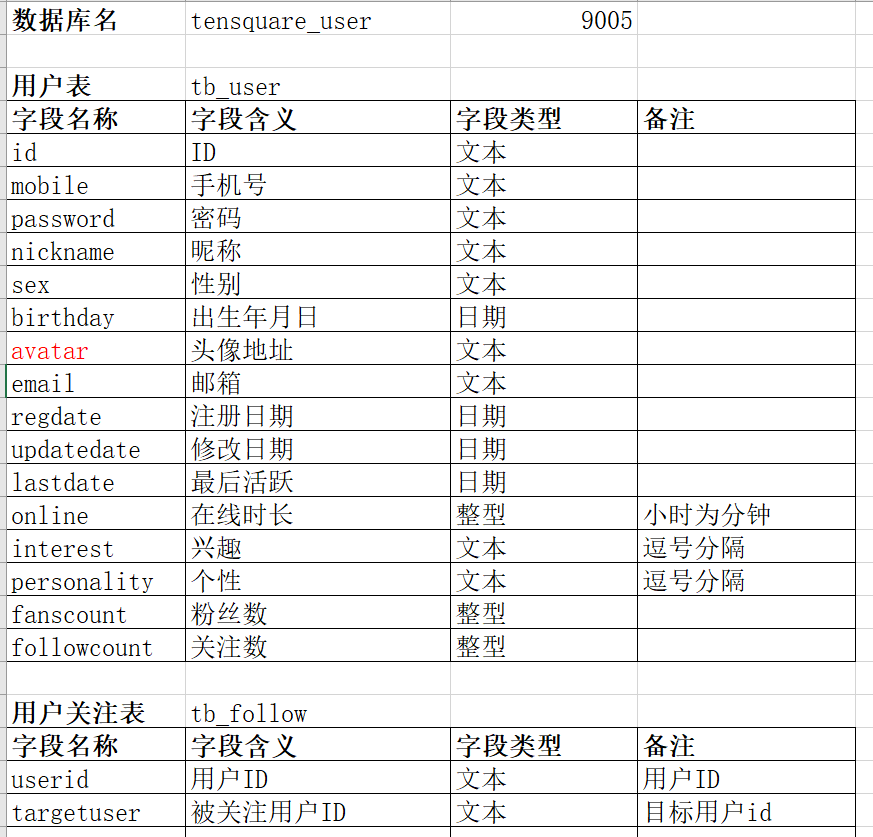 数据库名 tensquare_user 9005
用户表 tb_user
字段名称 字段含义 字段类型 备注
id ID 文本
mobile 手机号 文本
password 密码 文本
nickname 昵称 文本
sex 性别 文本
birthday 出生年月日 日期
avatar 头像地址 文本
email 邮箱 文本
regdate 注册日期 日期
updatedate 修改日期 日期
lastdate 最后活跃 日期
online 在线时长 整型 小时为分钟
interest 兴趣 文本 逗号分隔
personality 个性 文本 逗号分隔
fanscount 粉丝数 整型
followcount 关注数 整型
用户关注表 tb_follow
字段名称 字段含义 字段类型 备注
userid 用户ID 文本 用户ID
targetuser 被关注用户ID 文本 目标用户id